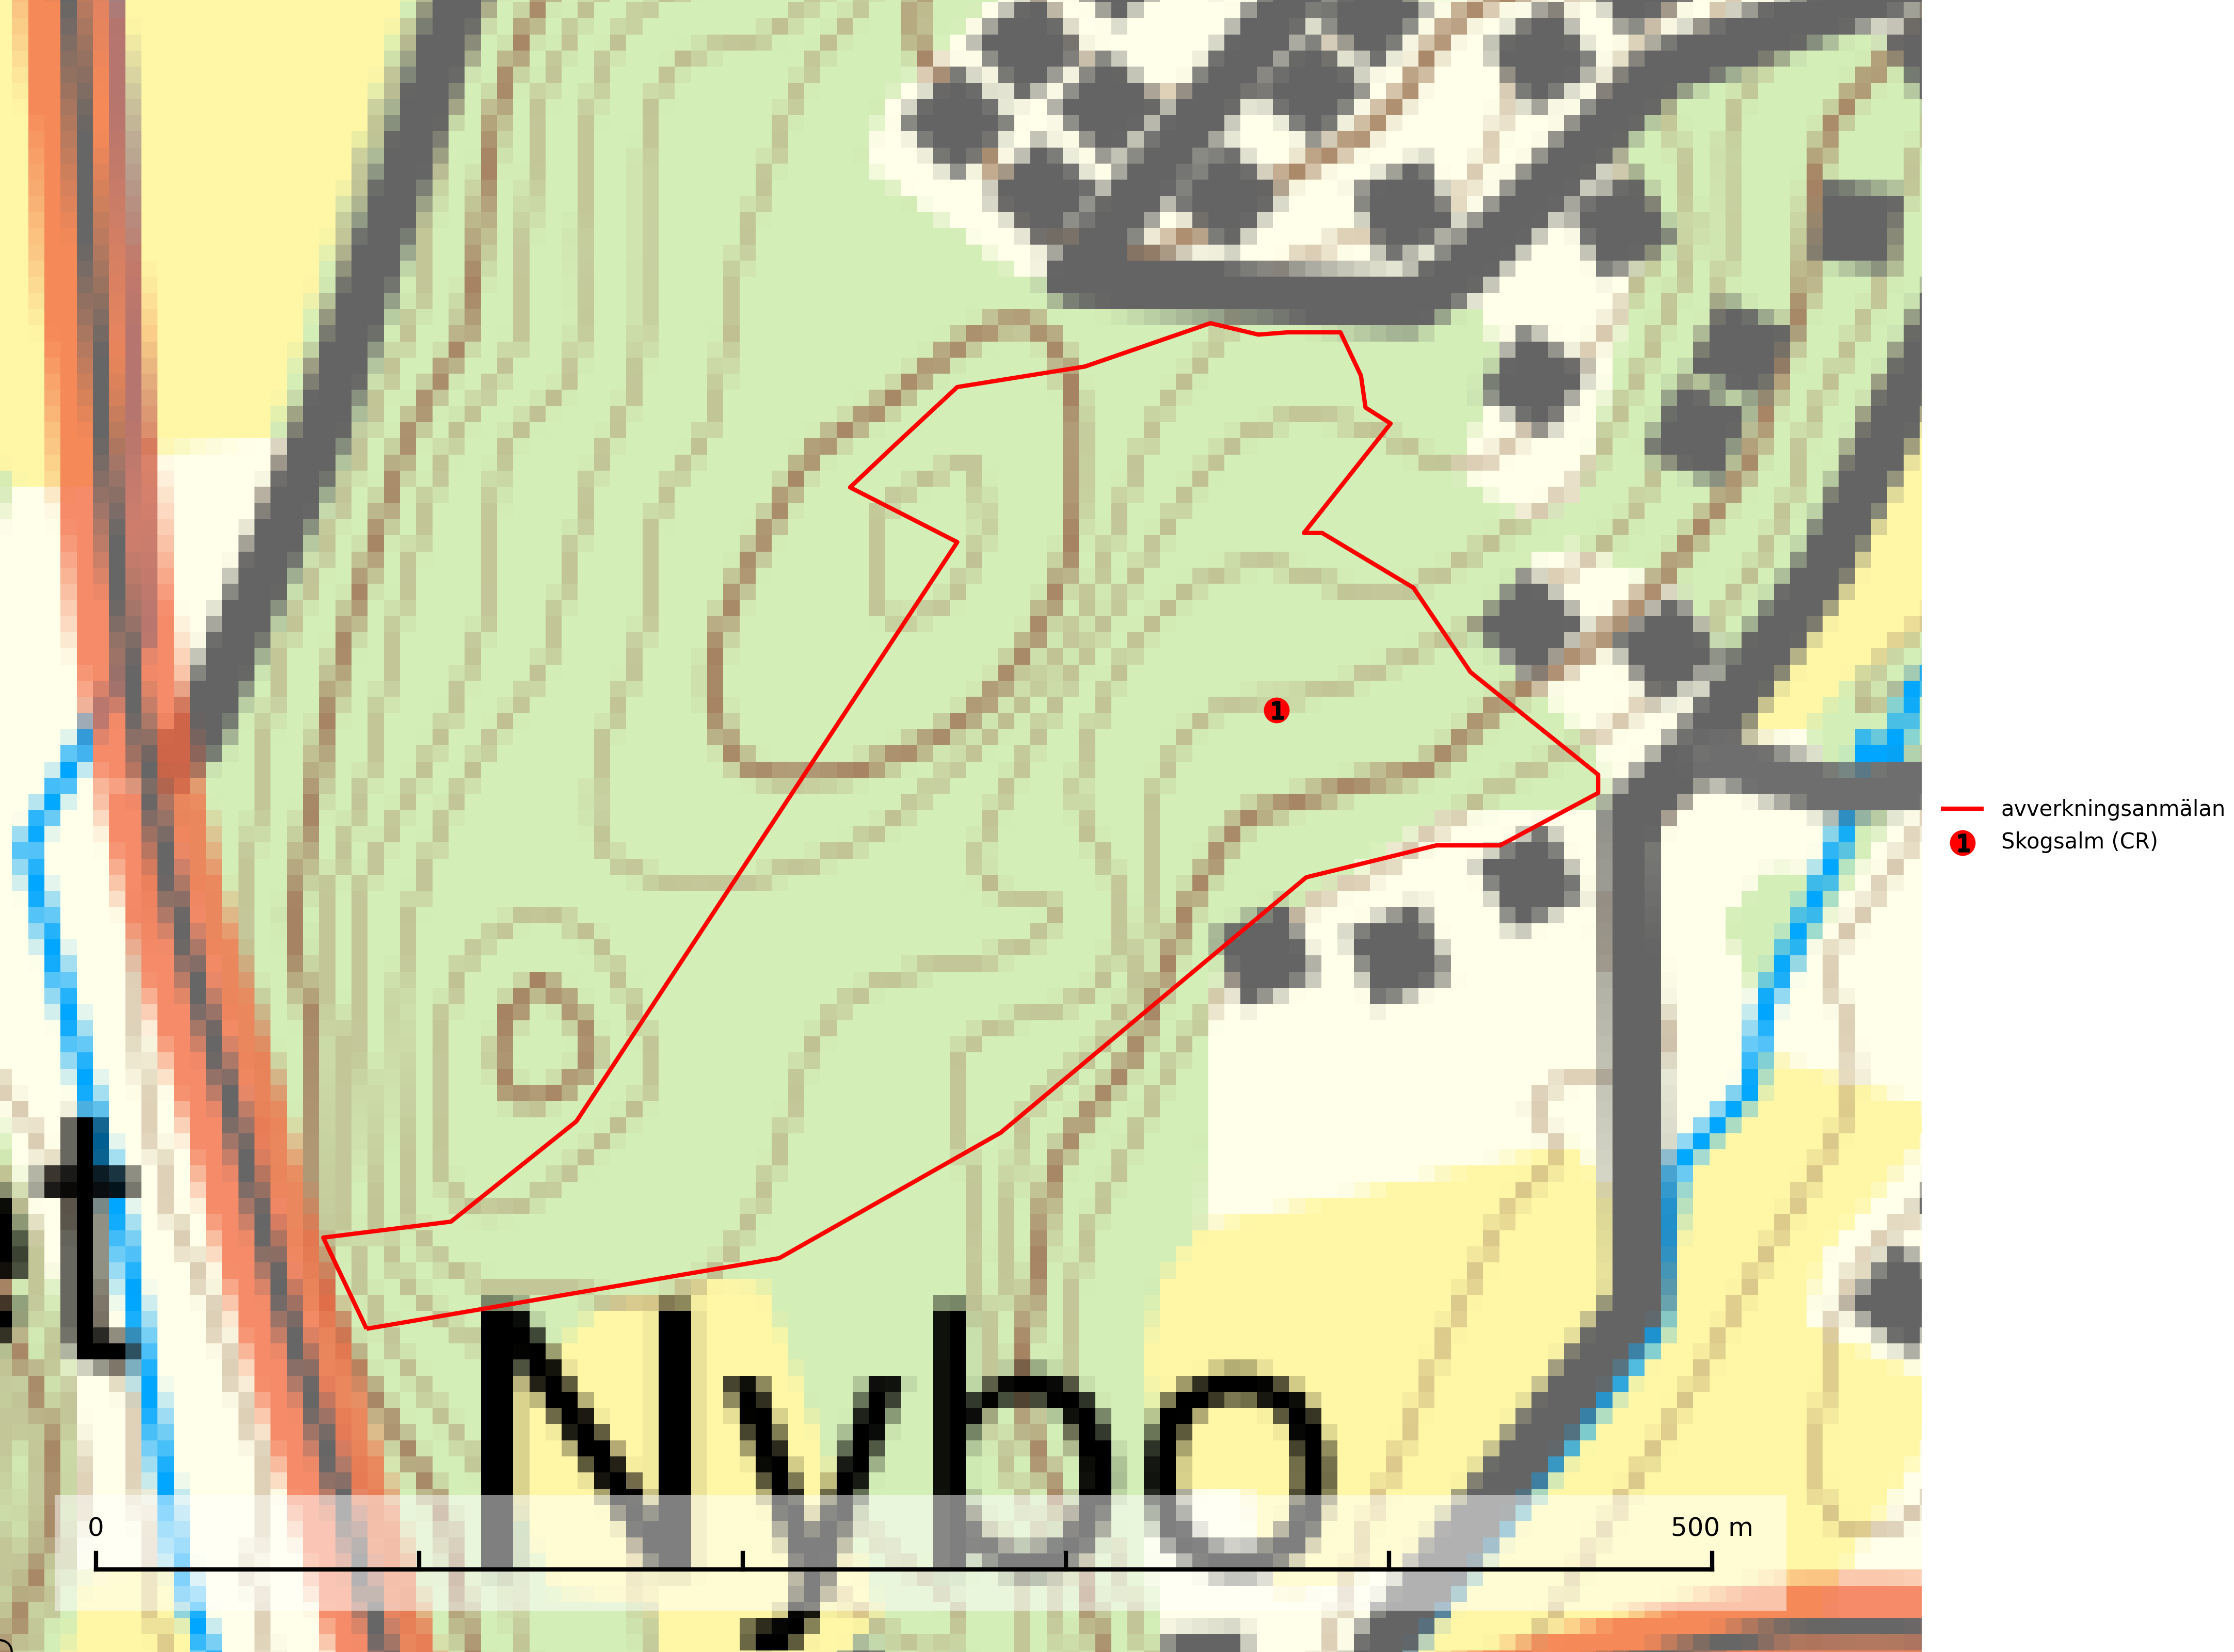 1
avverkningsanmälan
1 Skogsalm (CR)
t
Nybo
0 500 m